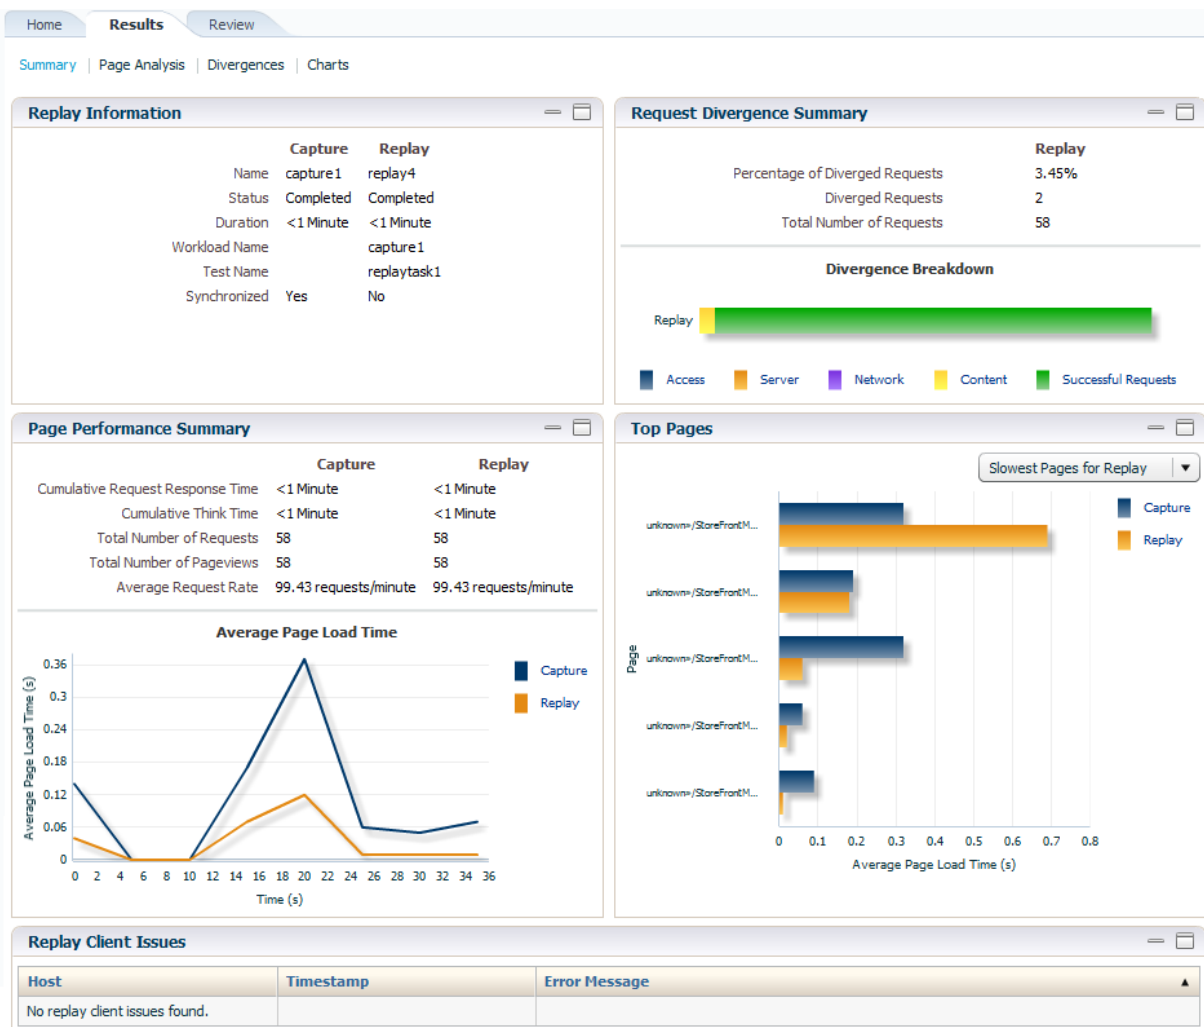 Home Results Review
Summary | Page Analysis | Divergences | Charts
Replay Information
Capture Replay
Name capture1 replay4
Status Completed Completed
Duration <1 Minute <1 Minute
Workload Name capture1
Test Name replaytask1
Synchronized Yes No
Request Divergence Summary
Replay
Percentage of Diverged Requests 3.45%
Diverged Requests 2
Total Number of Requests 58
Divergence Breakdown
Replay
Access Server Network Content Successful Requests
Page Performance Summary
Capture Replay
Cumulative Request Response Time <1 Minute <1 Minute
Cumulative Think Time <1 Minute <1 Minute
Total Number of Requests 58 58
Total Number of Pageviews 58 58
Average Request Rate 99.43 requests/minute 99.43 requests/minute
Average Page Load Time
Average Page Load Time (s)
0.36
0.3
0.24
0.18
0.12
0.06
0
0 2 4 6 8 10 12 14 16 18 20 22 24 26 28 30 32 34 36
Time (s)
Capture
Replay
Top Pages
Slowest Pages for Replay
Page
unknown=/StoreFrontM...
unknown=/StoreFrontM...
unknown=/StoreFrontM...
unknown=/StoreFrontM...
unknown=/StoreFrontM...
0 0.1 0.2 0.3 0.4 0.5 0.6 0.7 0.8
Average Page Load Time (s)
Capture
Replay
Replay Client Issues
Host Timestamp Error Message
No replay client issues found.